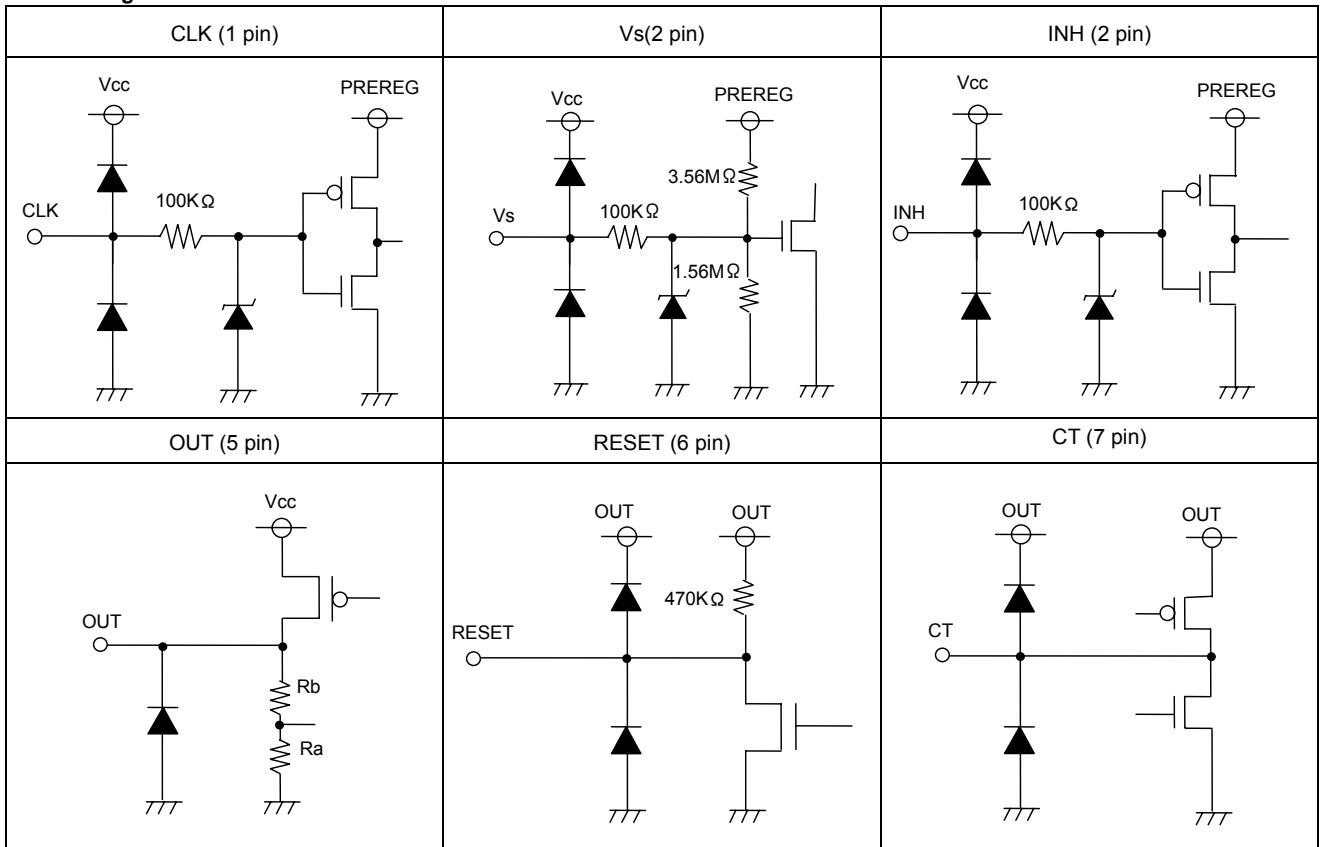 CLK (1 pin)
Vs(2 pin)
INH (2 pin)
Vcc
PREREG
CLK
100KΩ
Vcc
PREREG
3.56MΩ
Vs
100KΩ
1.56MΩ
Vcc
PREREG
INH
100KΩ
OUT (5 pin)
RESET (6 pin)
CT (7 pin)
Vcc
OUT
Rb
Ra
OUT
OUT
470KΩ
RESET
OUT
OUT
CT